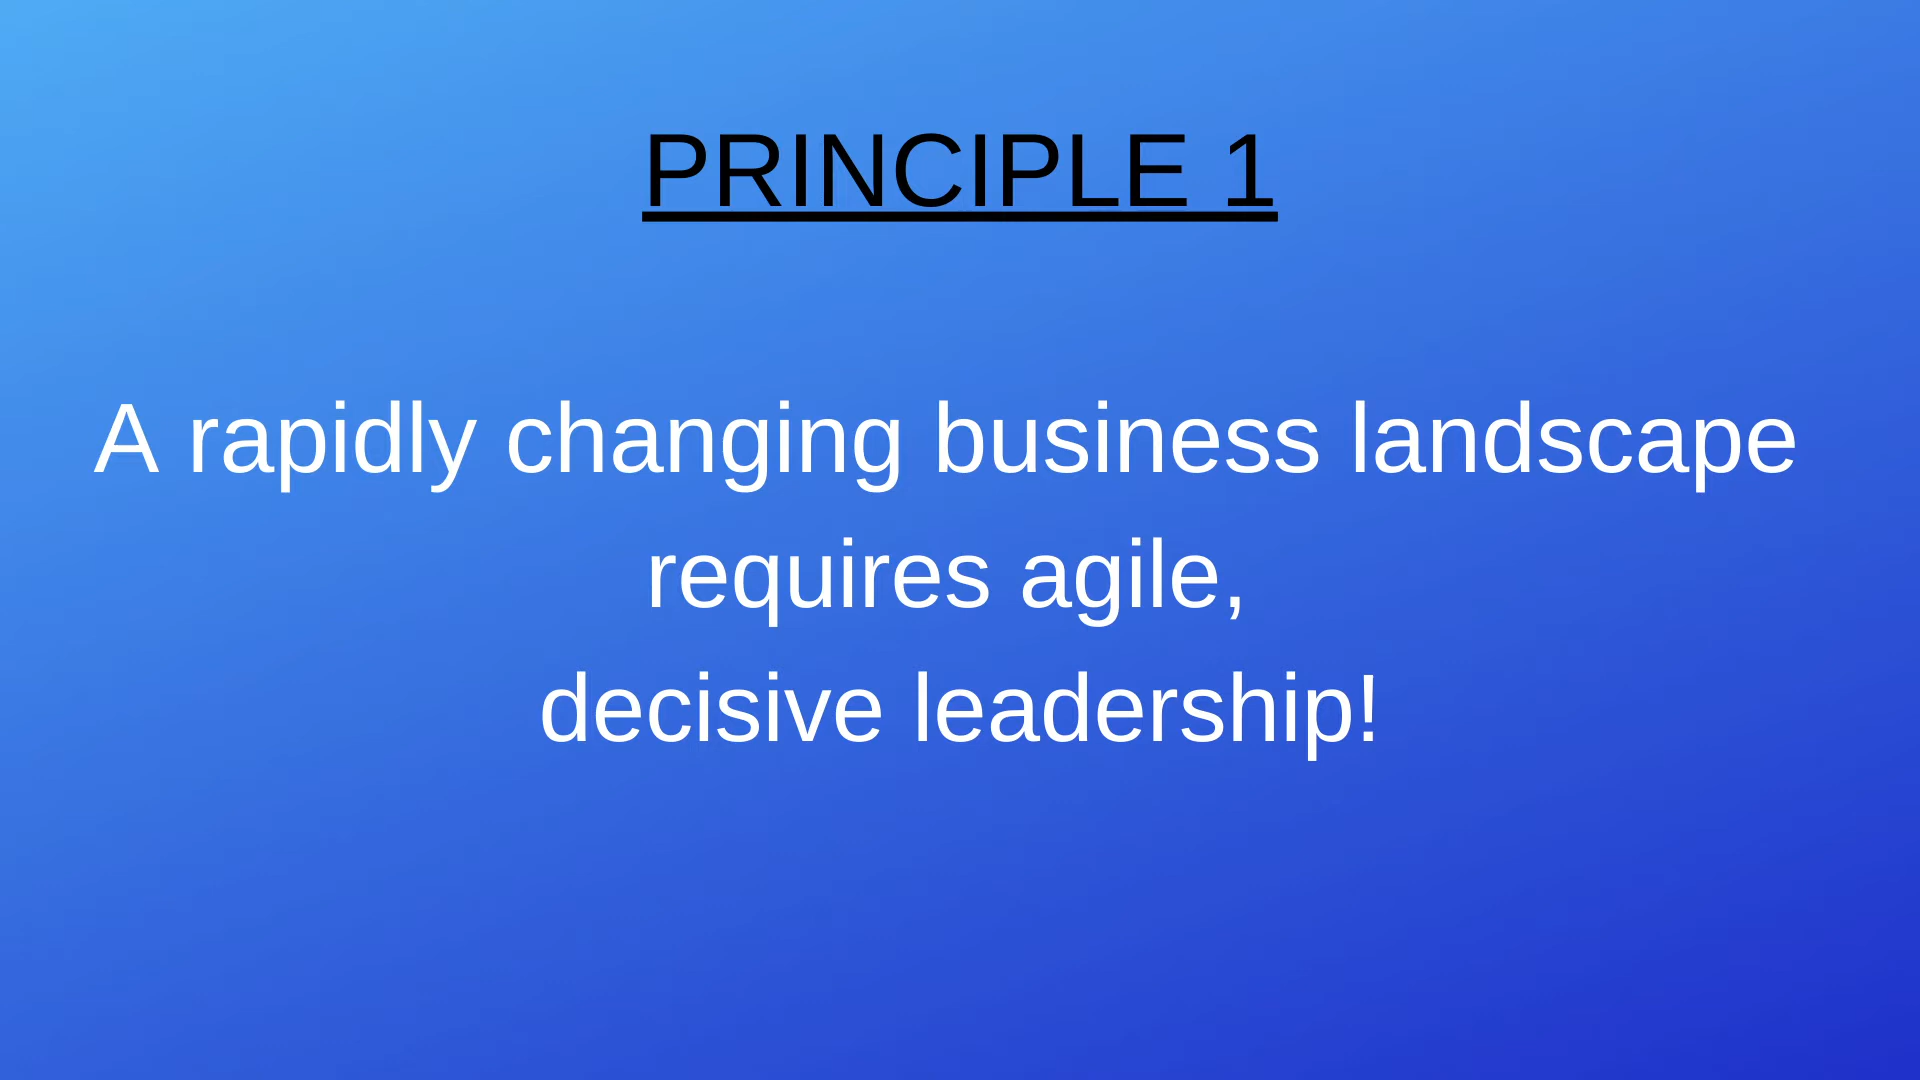 PRINCIPLE 1
A rapidly changing business landscape
requires agile,
decisive leadership!